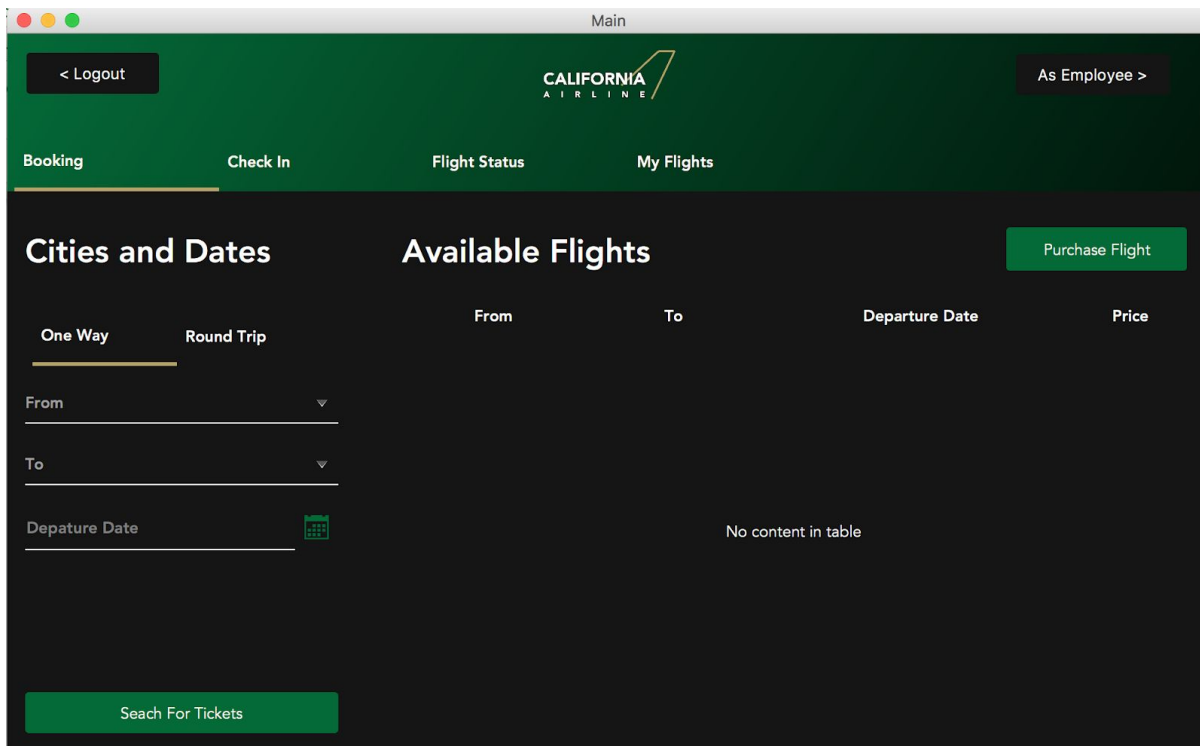 Main
< Logout
CALIFORNIA
AIRLINE
As Employee >
Booking Check In Flight Status My Flights
Cities and Dates
One Way Round Trip
From
To
Depature Date
Seach For Tickets
Available Flights
Purchase Flight
From To Departure Date Price
No content in table